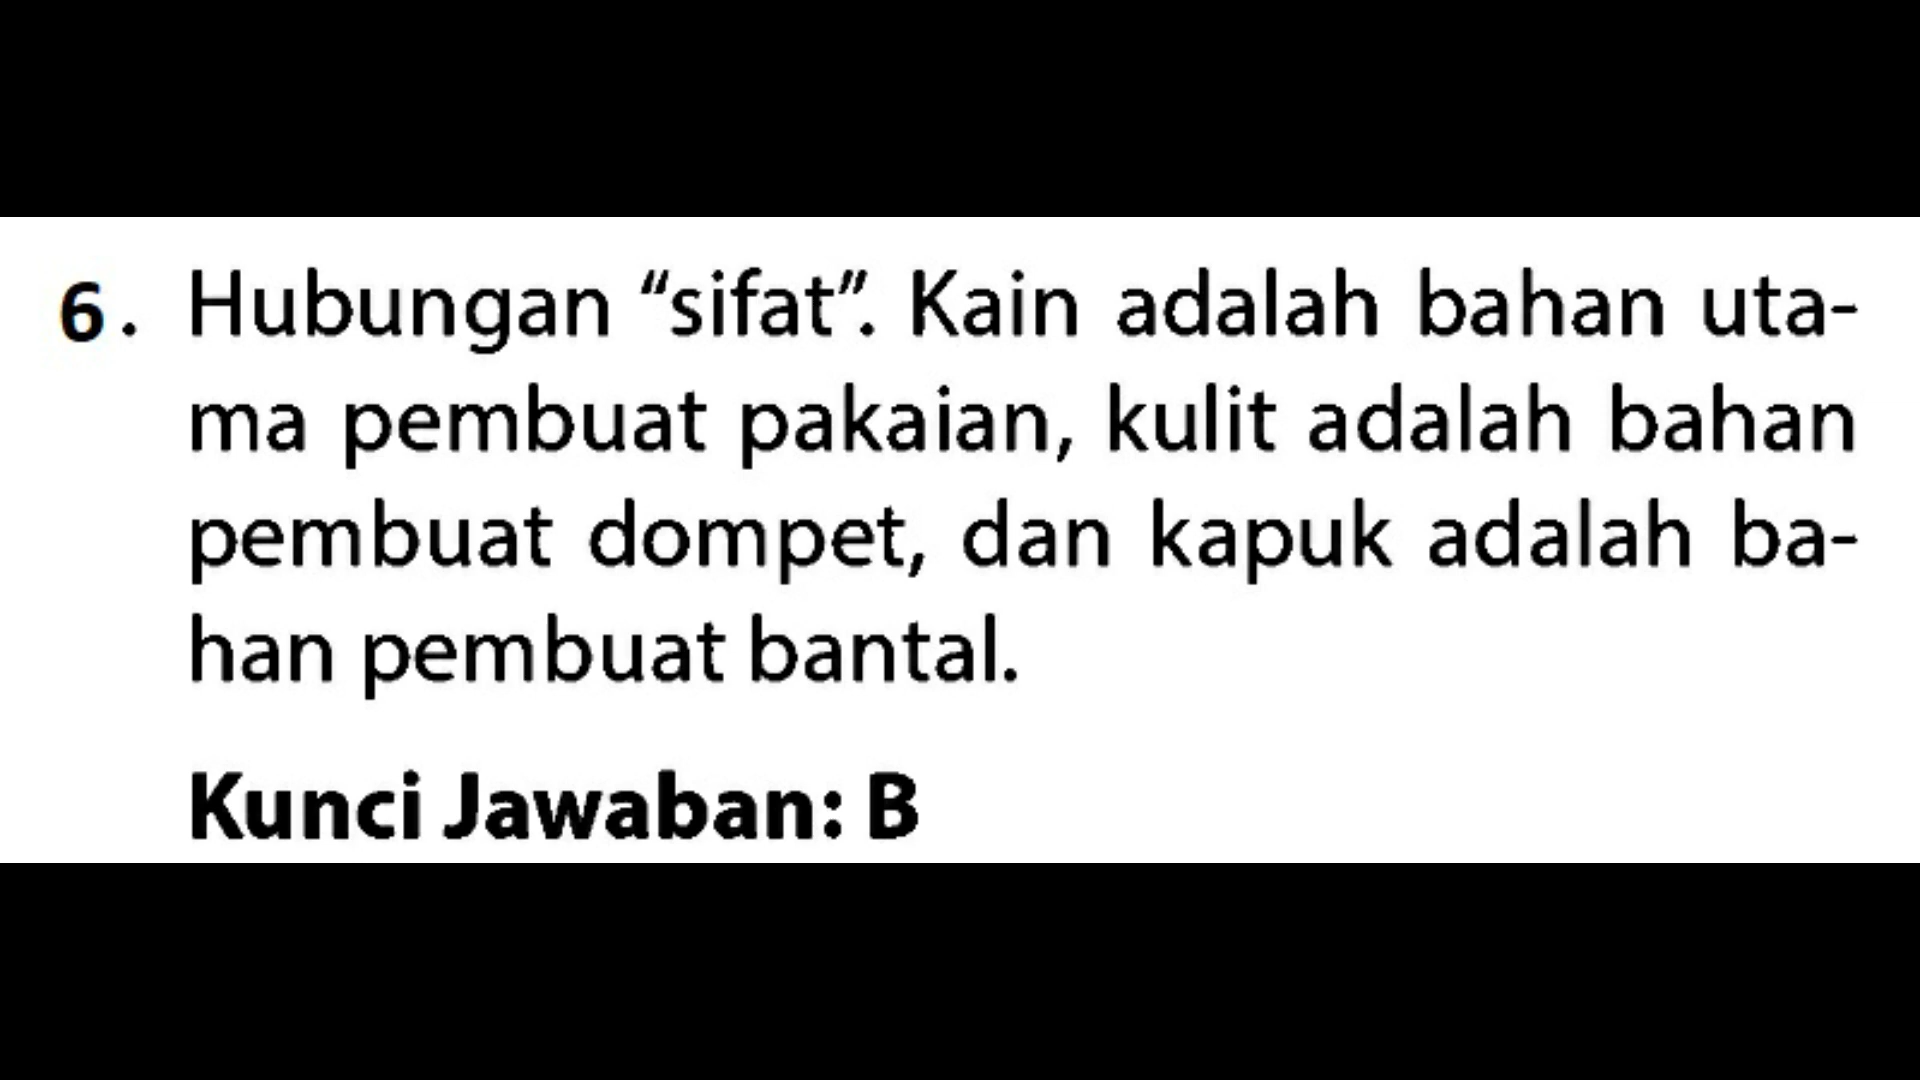 6. Hubungan “sifat”. Kain adalah bahan uta-
ma pembuat pakaian, kulit adalah bahan
pembuat dompet, dan kapuk adalah ba-
han pembuat bantal.
Kunci Jawaban: B